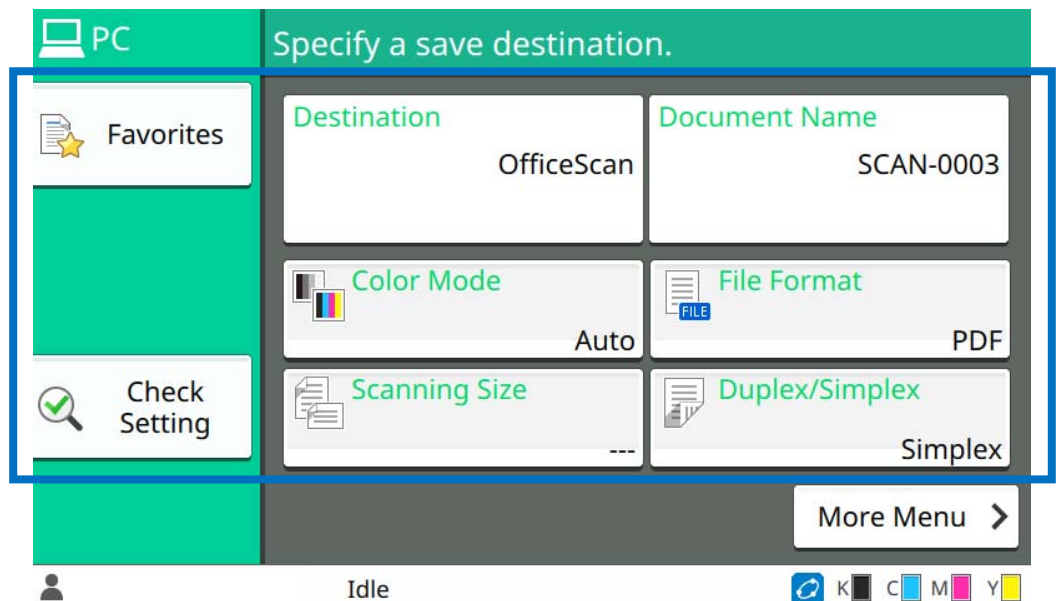 PC
Specify a save destination.
Favorites
Destination
OfficeScan
Document Name
SCAN-0003
Color Mode
Auto
File Format
FILE
PDF
Check
Setting
Scanning Size
---
Duplex/Simplex
Simplex
More Menu
Idle
K C M Y